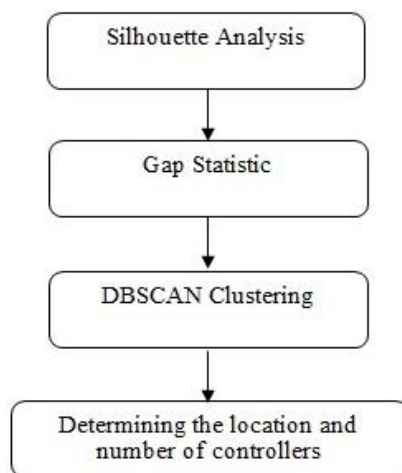 Silhouette Analysis
Gap Statistic
DBSCAN Clustering
Determining the location and
number of controllers